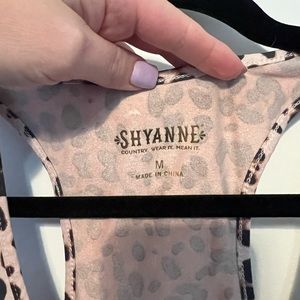 SHYANNE
COUNTRY. WEAR IT. MEAN IT.
M
MADE IN CHINA